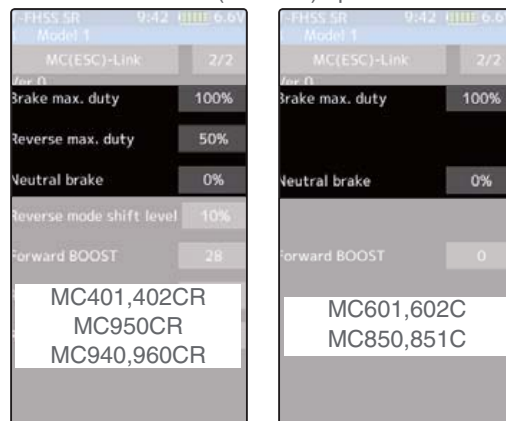 T-FHSS SR 9:42 6.6V
Model 1
MC(ESC)-Link 2/2
Ver.0
Brake max. duty 100%
Reverse max. duty 50%
Neutral brake 0%
Reverse mode shift level 10%
Forward BOOST 28
MC401,402CR
MC950CR
MC940,960CR
T-FHSS SR 9:42 6.6V
Model 1
MC(ESC)-Link 2/2
Ver.0
Brake max. duty 100%
Neutral brake 0%
Forward BOOST 0
MC601,602C
MC850,851C